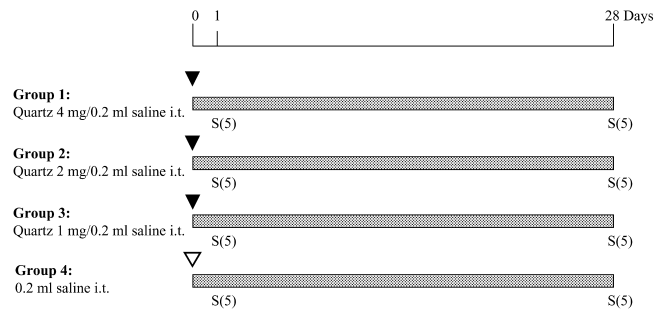 0 1 28 Days
Group 1:
Quartz 4 mg/0.2 ml saline i.t.
S(5) S(5)
Group 2:
Quartz 2 mg/0.2 ml saline i.t.
S(5) S(5)
Group 3:
Quartz 1 mg/0.2 ml saline i.t.
S(5) S(5)
Group 4:
0.2 ml saline i.t.
S(5) S(5)